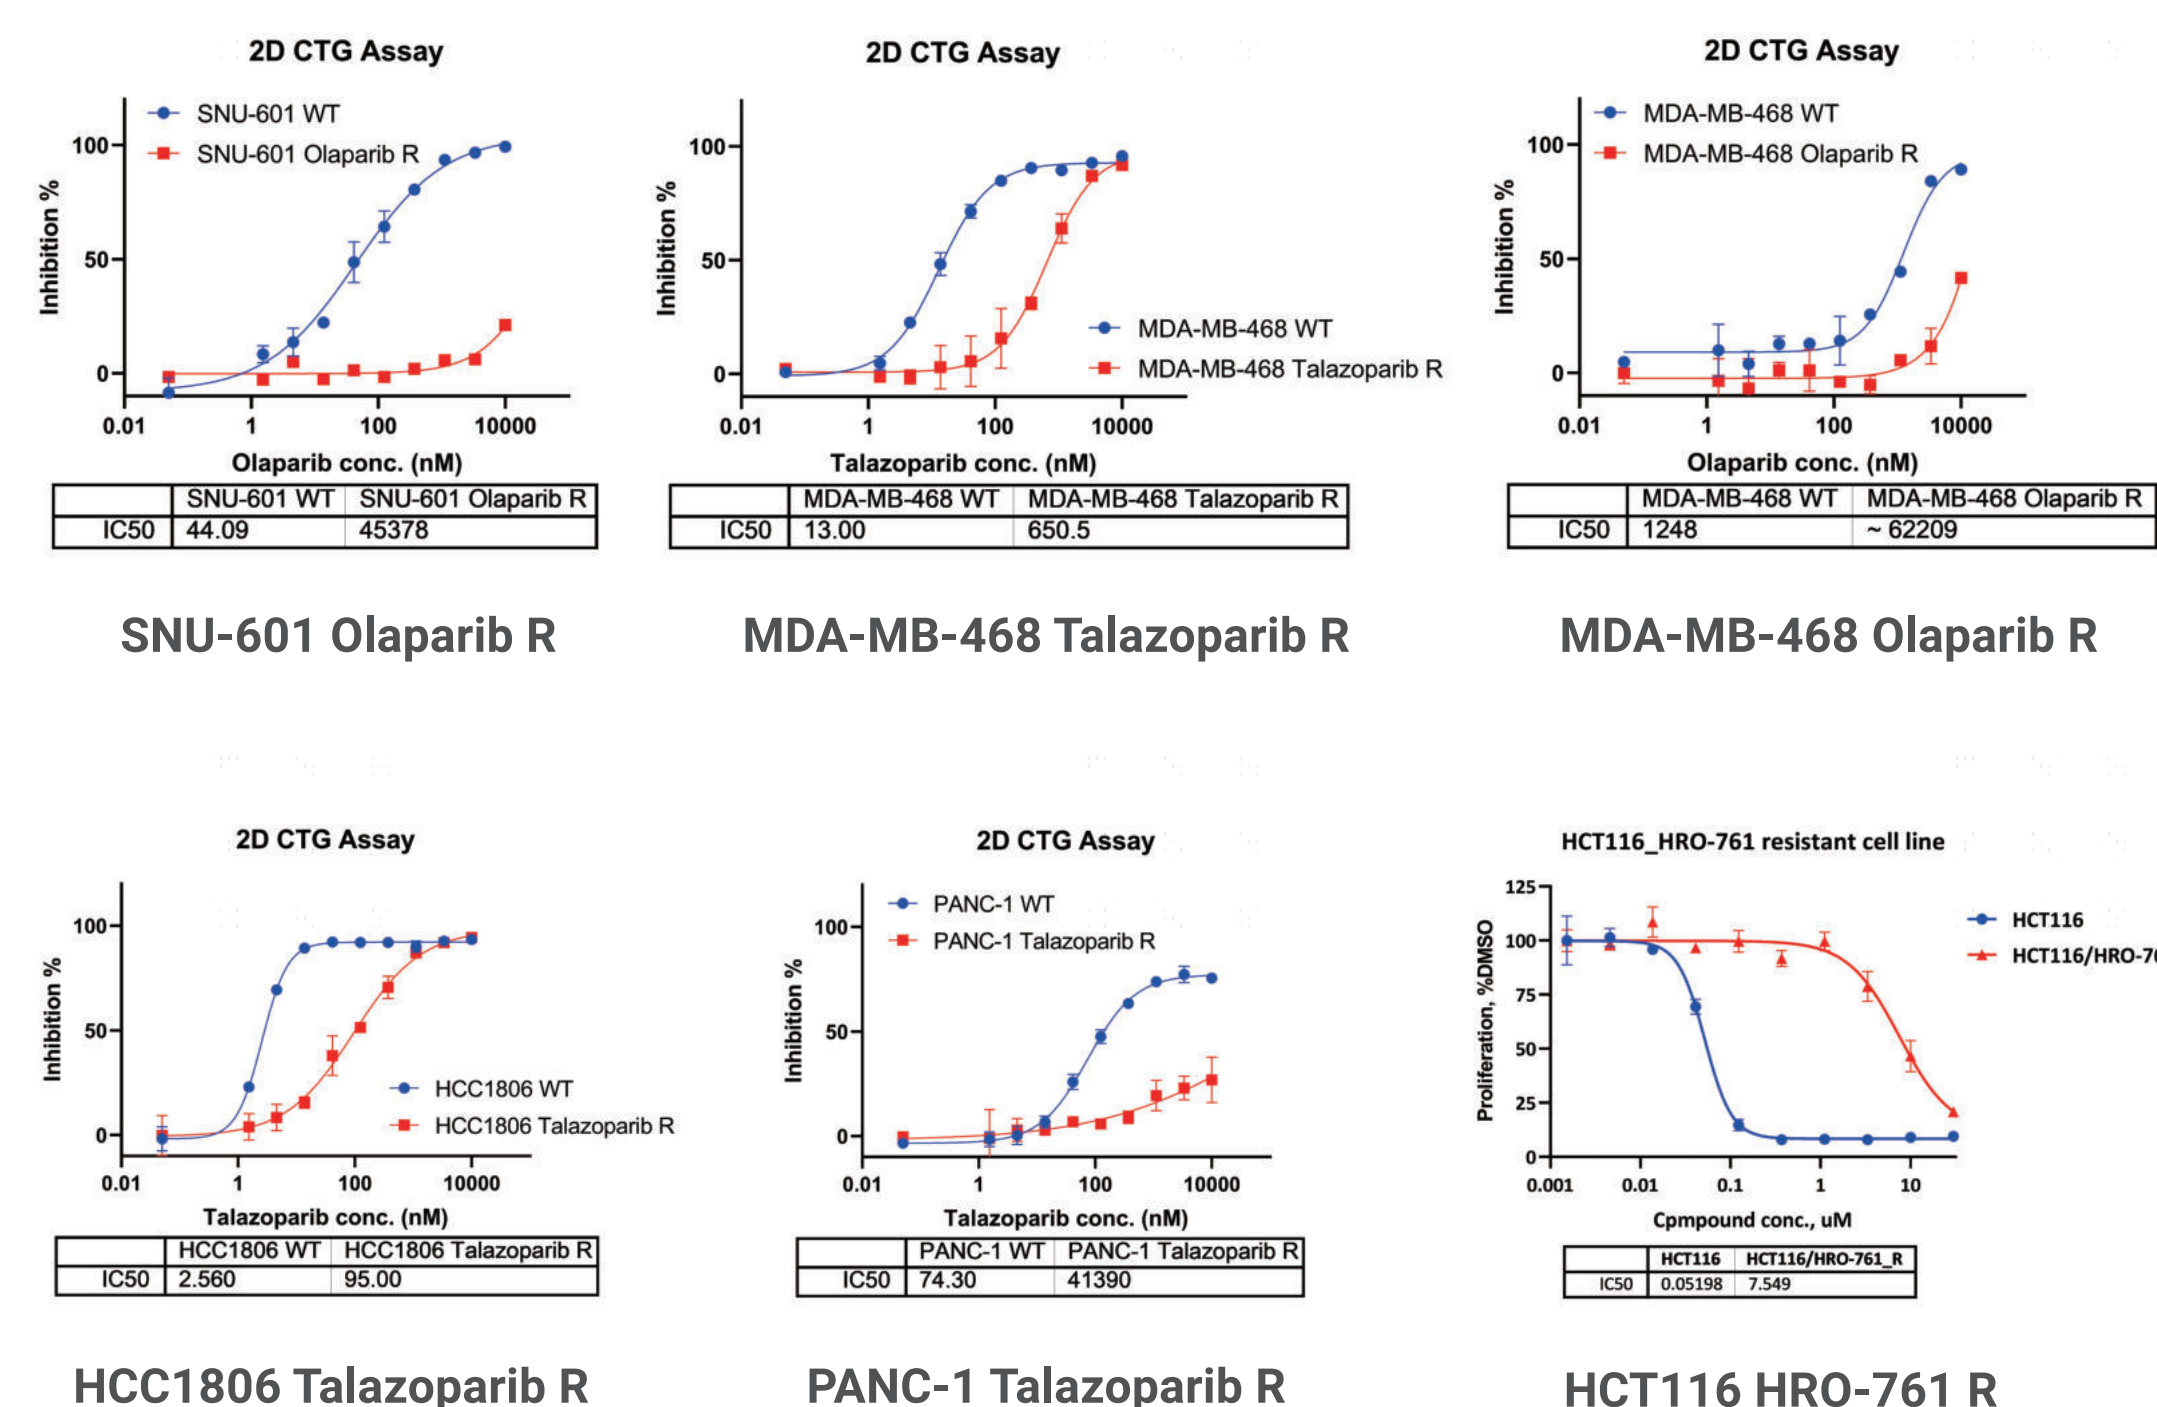 2D CTG Assay
SNU-601 WT
SNU-601 Olaparib R
100
50
0
Inhibition %
0.01 1 100 10000
Olaparib conc. (nM)
SNU-601 WT SNU-601 Olaparib R
IC50 44.09 45378
SNU-601 Olaparib R
2D CTG Assay
100
50
0
Inhibition %
MDA-MB-468 WT
MDA-MB-468 Talazoparib R
0.01 1 100 10000
Talazoparib conc. (nM)
MDA-MB-468 WT MDA-MB-468 Talazoparib R
IC50 13.00 650.5
MDA-MB-468 Talazoparib R
2D CTG Assay
MDA-MB-468 WT
MDA-MB-468 Olaparib R
100
50
0
Inhibition %
0.01 1 100 10000
Olaparib conc. (nM)
MDA-MB-468 WT MDA-MB-468 Olaparib R
IC50 1248 ~ 62209
MDA-MB-468 Olaparib R
2D CTG Assay
100
50
0
Inhibition %
HCC1806 WT
HCC1806 Talazoparib R
0.01 1 100 10000
Talazoparib conc. (nM)
HCC1806 WT HCC1806 Talazoparib R
IC50 2.560 95.00
HCC1806 Talazoparib R
2D CTG Assay
PANC-1 WT
PANC-1 Talazoparib R
100
50
0
Inhibition %
0.01 1 100 10000
Talazoparib conc. (nM)
PANC-1 WT PANC-1 Talazoparib R
IC50 74.30 41390
PANC-1 Talazoparib R
HCT116_HRO-761 resistant cell line
125
100
75
50
25
0
Proliferation, %DMSO
HCT116
HCT116/HRO-76
0.001 0.01 0.1 1 10
Cpmpound conc., uM
HCT116 HCT116/HRO-761_R
IC50 0.05198 7.549
HCT116 HRO-761 R